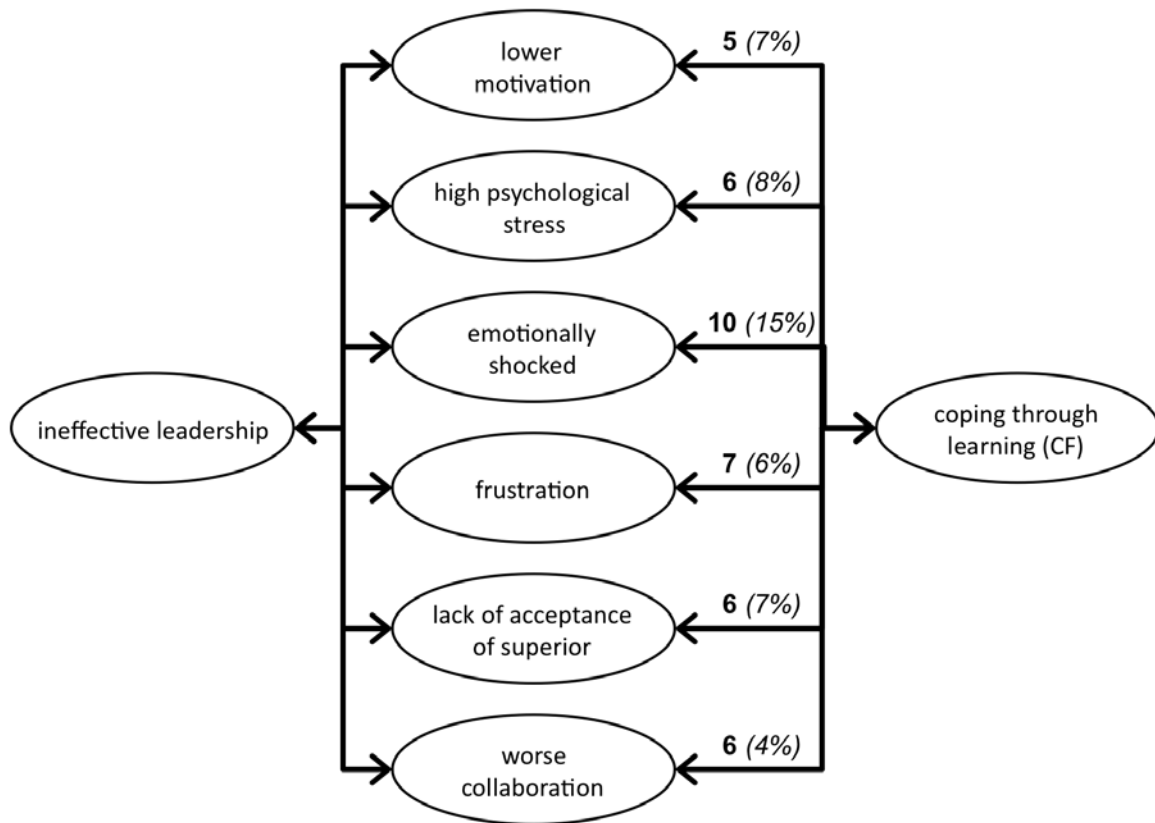 lower
motivation
5 (7%)
high psychological
stress
6 (8%)
emotionally
shocked
10 (15%)
ineffective leadership
coping through
learning (CF)
frustration
7 (6%)
lack of acceptance
of superior
6 (7%)
worse
collaboration
6 (4%)